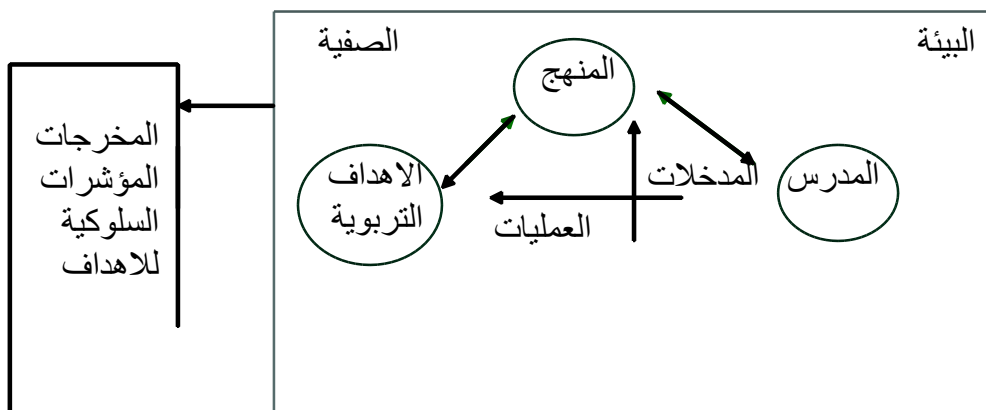 البيئة
الصفية
المنهج
المدرس
المدخلات
العمليات
الاهداف
التربوية
المخرجات
المؤشرات
السلوكية
للاهداف